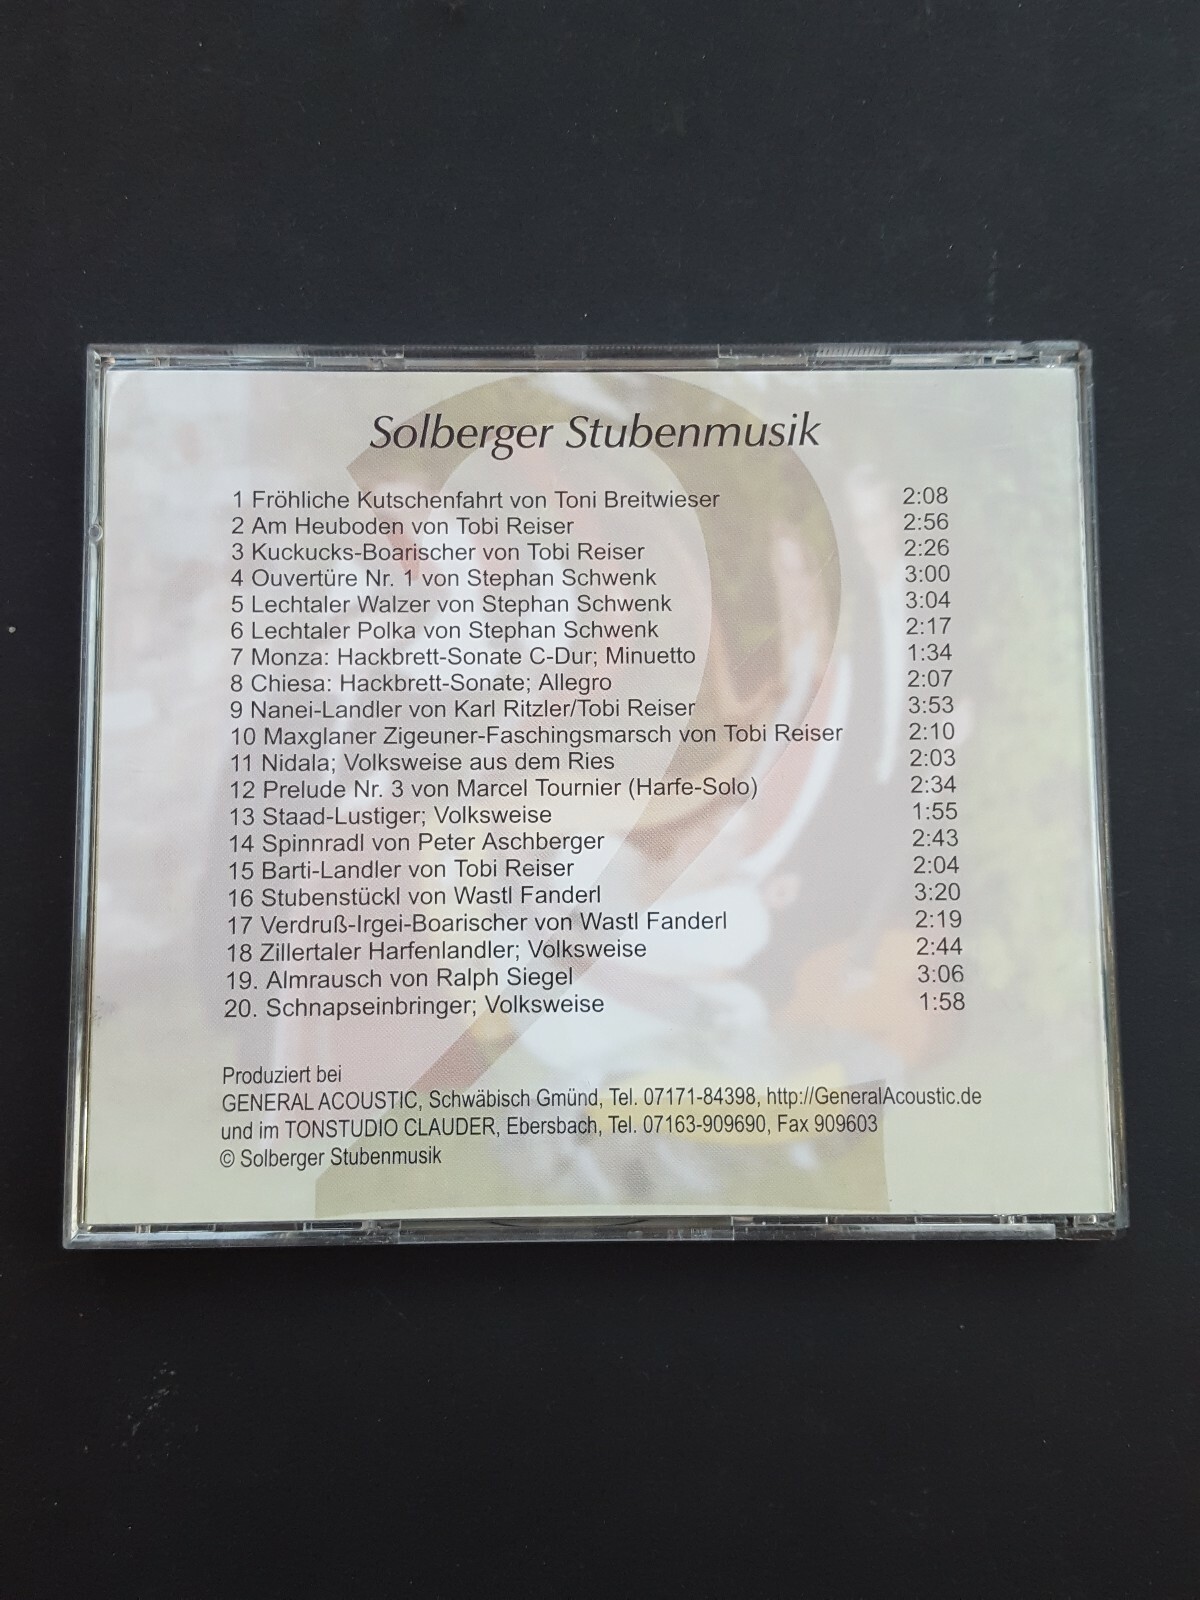 Solberger Stubenmusik
1 Fröhliche Kutschenfahrt von Toni Breitwieser 2:08
2 Am Heuboden von Tobi Reiser 2:56
3 Kuckucks-Boarischer von Tobi Reiser 2:26
4 Ouvertüre Nr. 1 von Stephan Schwenk 3:00
5 Lechtaler Walzer von Stephan Schwenk 3:04
6 Lechtaler Polka von Stephan Schwenk 2:17
7 Monza: Hackbrett-Sonate C-Dur; Minuetto 1:34
8 Chiesa: Hackbrett-Sonate; Allegro 2:07
9 Nanei-Landler von Karl Ritzler/Tobi Reiser 3:53
10 Maxglaner Zigeuner-Faschingsmarsch von Tobi Reiser 2:10
11 Nidala; Volksweise aus dem Ries 2:03
12 Prelude Nr. 3 von Marcel Tournier (Harfe-Solo) 2:34
13 Staad-Lustiger; Volksweise 1:55
14 Spinnradl von Peter Aschberger 2:43
15 Barti-Landler von Tobi Reiser 2:04
16 Stubenstückl von Wastl Fanderl 3:20
17 Verdruß-Irgei-Boarischer von Wastl Fanderl 2:19
18 Zillertaler Harfenlandler; Volksweise 2:44
19. Almrausch von Ralph Siegel 3:06
20. Schnapseinbringer; Volksweise 1:58
Produziert bei
GENERAL ACOUSTIC, Schwäbisch Gmünd, Tel. 07171-84398, http://GeneralAcoustic.de
und im TONSTUDIO CLAUDER, Ebersbach, Tel. 07163-909690, Fax 909603
© Solberger Stubenmusik
2